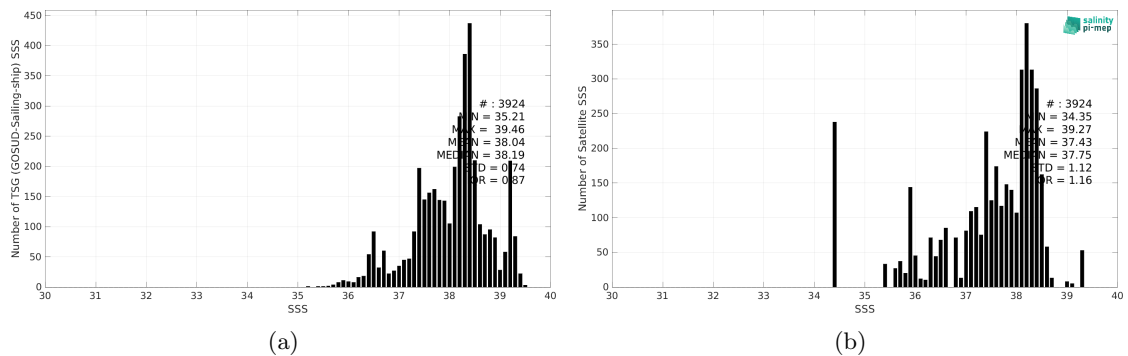 450
400
350
300
250
200
150
100
50
0
Number of TSG (GOSUD-Sailing-ship) SSS
# : 3924
MIN = 35.21
MAX = 39.46
MEAN = 38.04
MEDIAN = 38.19
STD = 0.74
IQR = 0.87
30 31 32 33 34 35 36 37 38 39 40
SSS
(a)
salinity
pi-mep
350
300
250
200
150
100
50
0
Number of Satellite SSS
# : 3924
MIN = 34.35
MAX = 39.27
MEAN = 37.43
MEDIAN = 37.75
STD = 1.12
IQR = 1.16
30 31 32 33 34 35 36 37 38 39 40
SSS
(b)